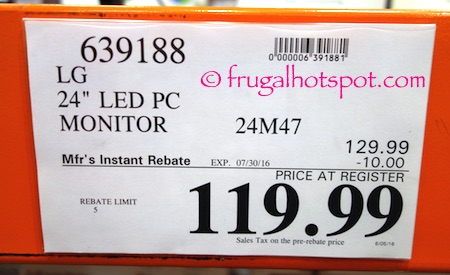 639188
0000006391881
LG
© frugalhotspot.com
24" LED PC
MONITOR 24M47
129.99
Mfr's Instant Rebate EXP. 07/30/16 -10.00
PRICE AT REGISTER
REBATE LIMIT
5
119.99
Sales Tax on the pre-rebate price